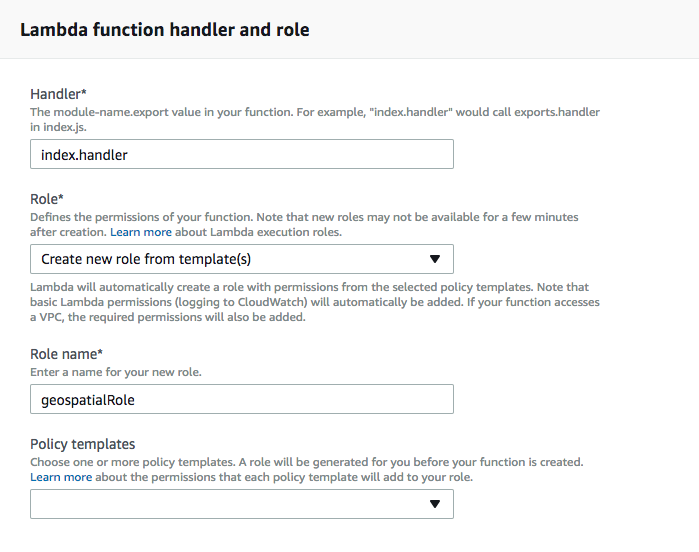 Lambda function handler and role
Handler*
The module-name.export value in your function. For example, "index.handler" would call exports.handler
in index.js.
index.handler
Role*
Defines the permissions of your function. Note that new roles may not be available for a few minutes
after creation. Learn more about Lambda execution roles.
Create new role from template(s)
Lambda will automatically create a role with permissions from the selected policy templates. Note that
basic Lambda permissions (logging to CloudWatch) will automatically be added. If your function accesses
a VPC, the required permissions will also be added.
Role name*
Enter a name for your new role.
geospatialRole
Policy templates
Choose one or more policy templates. A role will be generated for you before your function is created.
Learn more about the permissions that each policy template will add to your role.